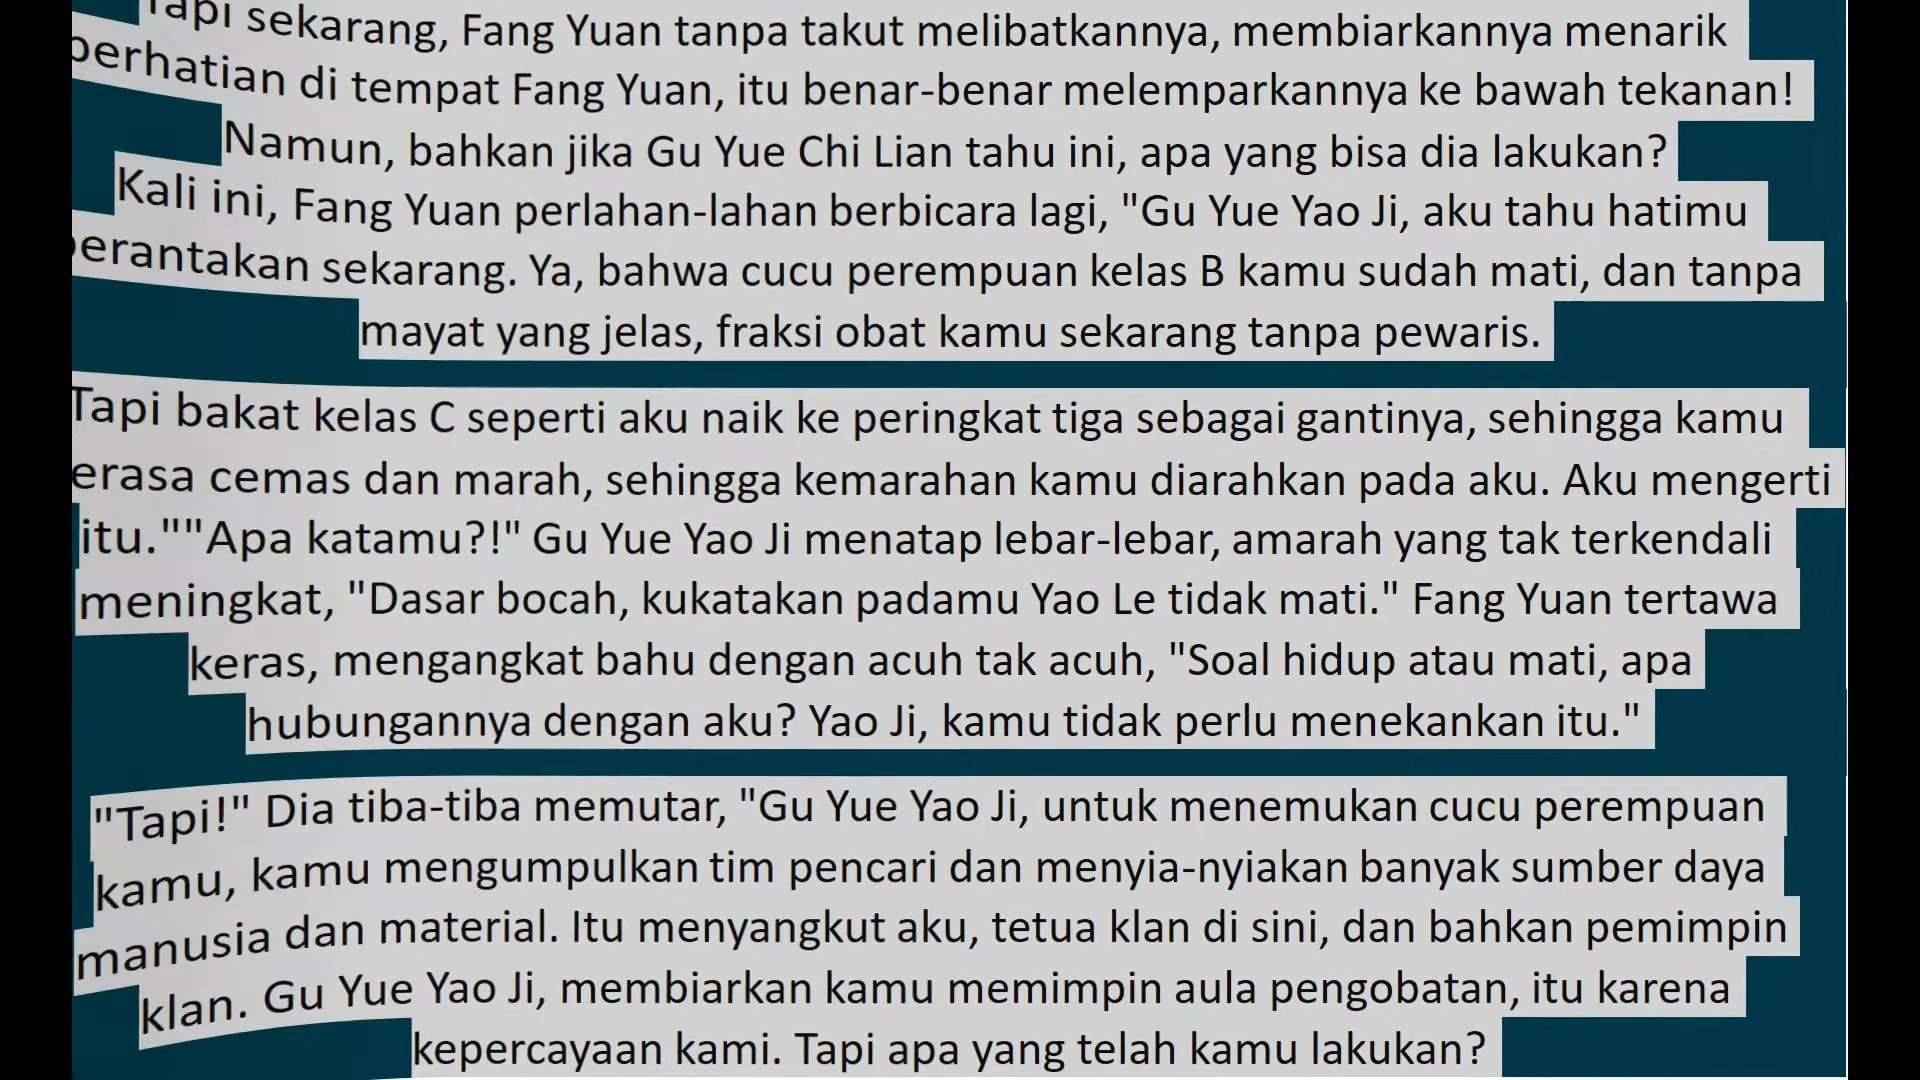 Tapi sekarang, Fang Yuan tanpa takut melibatkannya, membiarkannya menarik
perhatian di tempat Fang Yuan, itu benar-benar melemparkannya ke bawah tekanan!
Namun, bahkan jika Gu Yue Chi Lian tahu ini, apa yang bisa dia lakukan?
Kali ini, Fang Yuan perlahan-lahan berbicara lagi, "Gu Yue Yao Ji, aku tahu hatimu
berantakan sekarang. Ya, bahwa cucu perempuan kelas B kamu sudah mati, dan tanpa
mayat yang jelas, fraksi obat kamu sekarang tanpa pewaris.
Tapi bakat kelas C seperti aku naik ke peringkat tiga sebagai gantinya, sehingga kamu
erasa cemas dan marah, sehingga kemarahan kamu diarahkan pada aku. Aku mengerti
itu.""Apa katamu?!" Gu Yue Yao Ji menatap lebar-lebar, amarah yang tak terkendali
meningkat, "Dasar bocah, kukatakan padamu Yao Le tidak mati." Fang Yuan tertawa
keras, mengangkat bahu dengan acuh tak acuh, "Soal hidup atau mati, apa
hubungannya dengan aku? Yao Ji, kamu tidak perlu menekankan itu."
"Tapi!" Dia tiba-tiba memutar, "Gu Yue Yao Ji, untuk menemukan cucu perempuan
kamu, kamu mengumpulkan tim pencari dan menyia-nyiakan banyak sumber daya
manusia dan material. Itu menyangkut aku, tetua klan di sini, dan bahkan pemimpin
klan. Gu Yue Yao Ji, membiarkan kamu memimpin aula pengobatan, itu karena
kepercayaan kami. Tapi apa yang telah kamu lakukan?